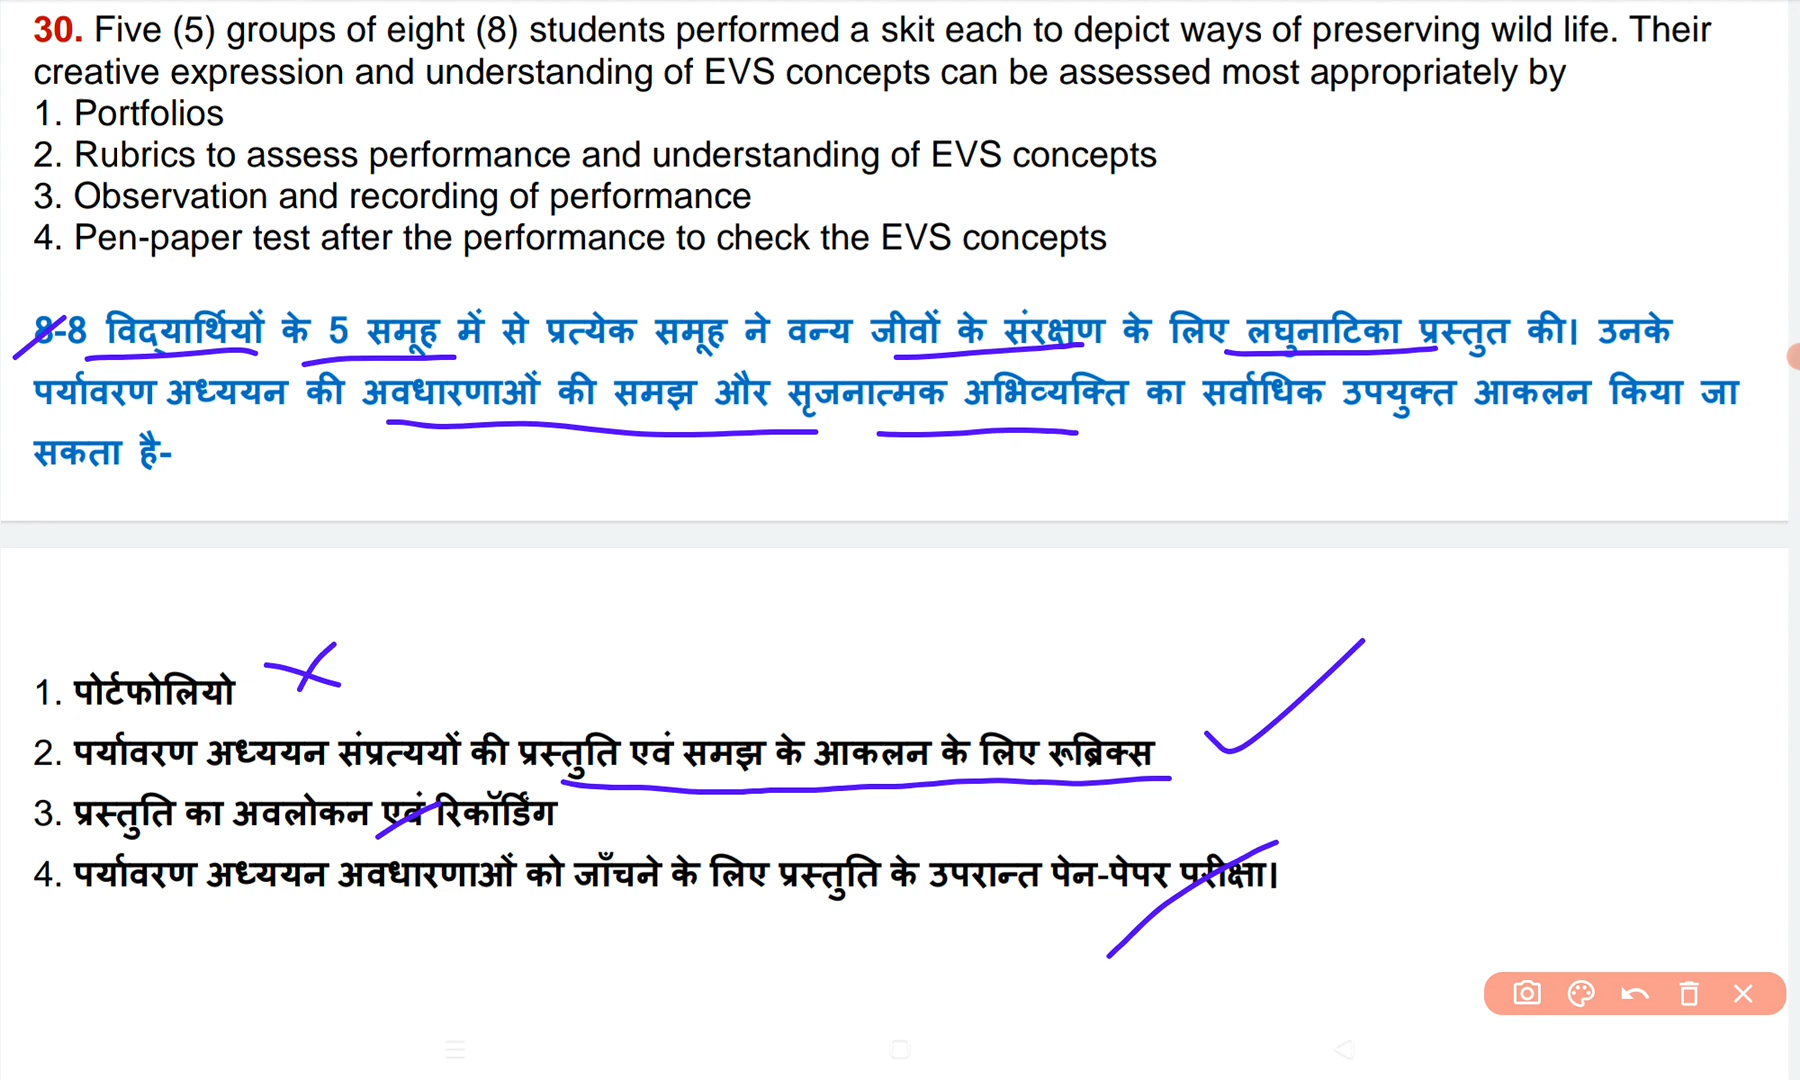 30. Five (5) groups of eight (8) students performed a skit each to depict ways of preserving wild life. Their
creative expression and understanding of EVS concepts can be assessed most appropriately by
1. Portfolios
2. Rubrics to assess performance and understanding of EVS concepts
3. Observation and recording of performance
4. Pen-paper test after the performance to check the EVS concepts
8-8 विद्यार्थियों के 5 समूह में से प्रत्येक समूह ने वन्य जीवों के संरक्षण के लिए लघुनाटिका प्रस्तुत की। उनके
पर्यावरण अध्ययन की अवधारणाओं की समझ और सृजनात्मक अभिव्यक्ति का सर्वाधिक उपयुक्त आकलन किया जा
सकता है-
1. पोर्टफोलियो
2. पर्यावरण अध्ययन संप्रत्ययों की प्रस्तुति एवं समझ के आकलन के लिए रूब्रिक्स
3. प्रस्तुति का अवलोकन एवं रिकॉर्डिंग
4. पर्यावरण अध्ययन अवधारणाओं को जाँचने के लिए प्रस्तुति के उपरान्त पेन-पेपर परीक्षा।